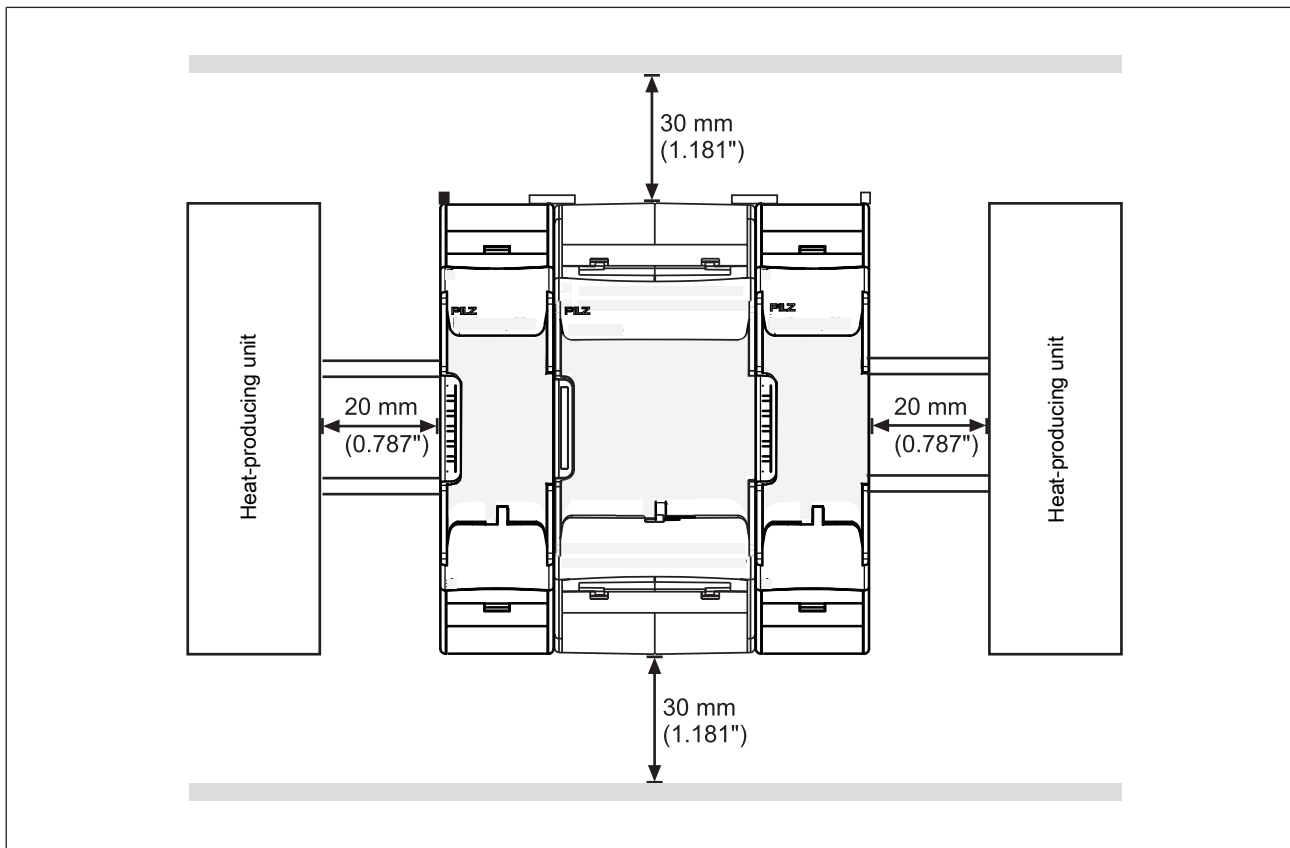 30 mm
(1.181")
PILZ
PILZ
PILZ
Heat-producing unit
20 mm
(0.787")
20 mm
(0.787")
Heat-producing unit
30 mm
(1.181")